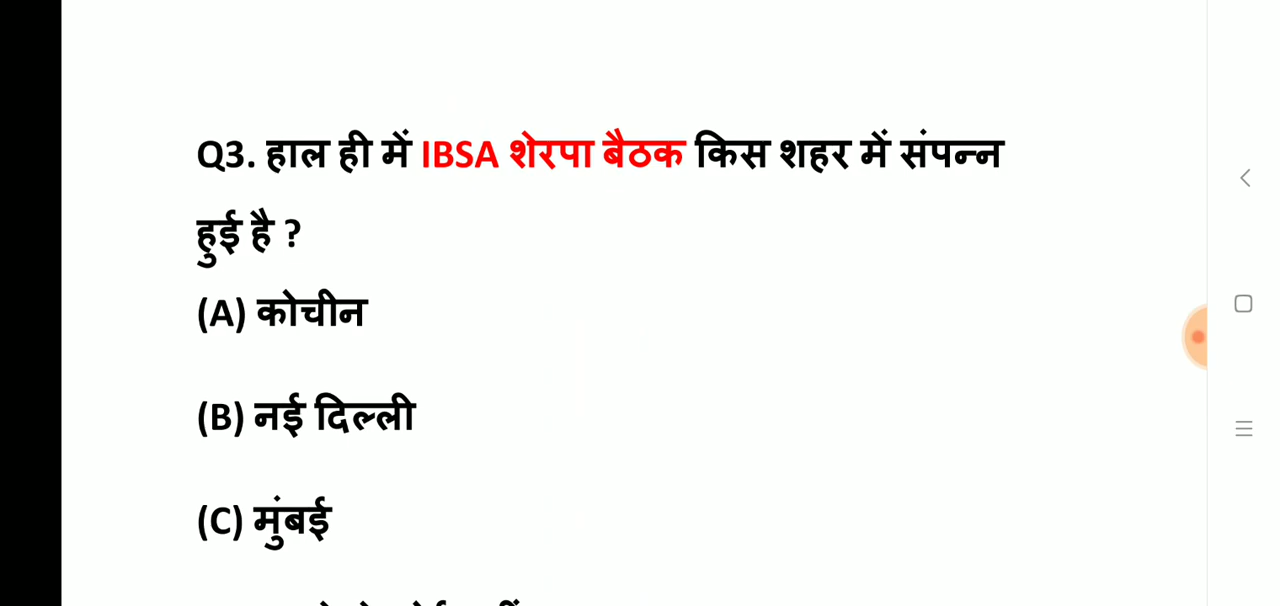 Q3. हाल ही में IBSA शेरपा बैठक किस शहर में संपन्न
हुई है ?
(A) कोचीन
(B) नई दिल्ली
(C) मुंबई